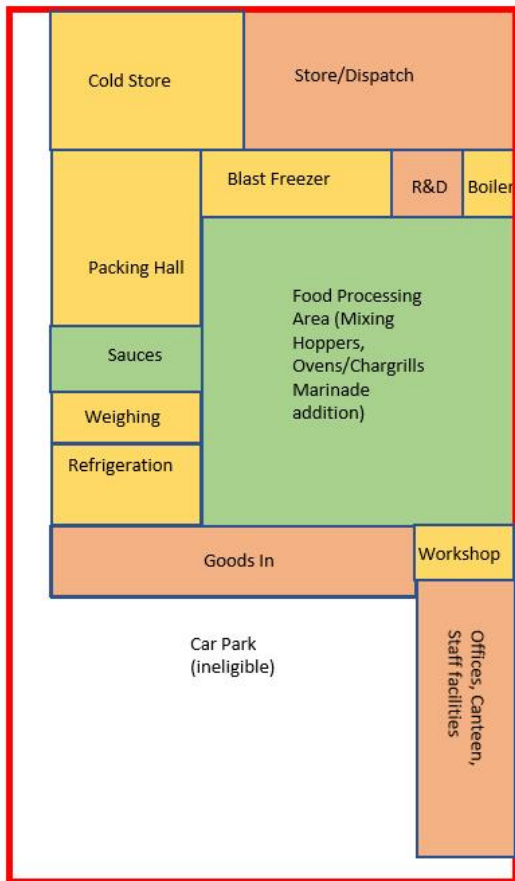 Cold Store
Store/Dispatch
Blast Freezer
R&D
Boiler
Packing Hall
Food Processing
Area (Mixing
Hoppers,
Ovens/Chargrills
Marinade
addition)
Sauces
Weighing
Refrigeration
Goods In
Workshop
Car Park
(ineligible)
Offices, Canteen,
Staff facilities